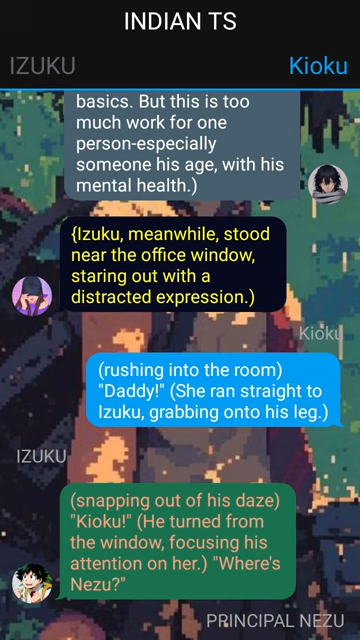 INDIAN TS
IZUKU
Kioku
basics. But this is too
much work for one
person-especially
someone his age, with his
mental health.)
{Izuku, meanwhile, stood
near the office window,
staring out with a
distracted expression.)
Kioku
(rushing into the room)
"Daddy!" (She ran straight to
Izuku, grabbing onto his leg.)
IZUKU
(snapping out of his daze)
"Kioku!" (He turned from
the window, focusing his
attention on her.) "Where's
Nezu?"
PRINCIPAL NEZU